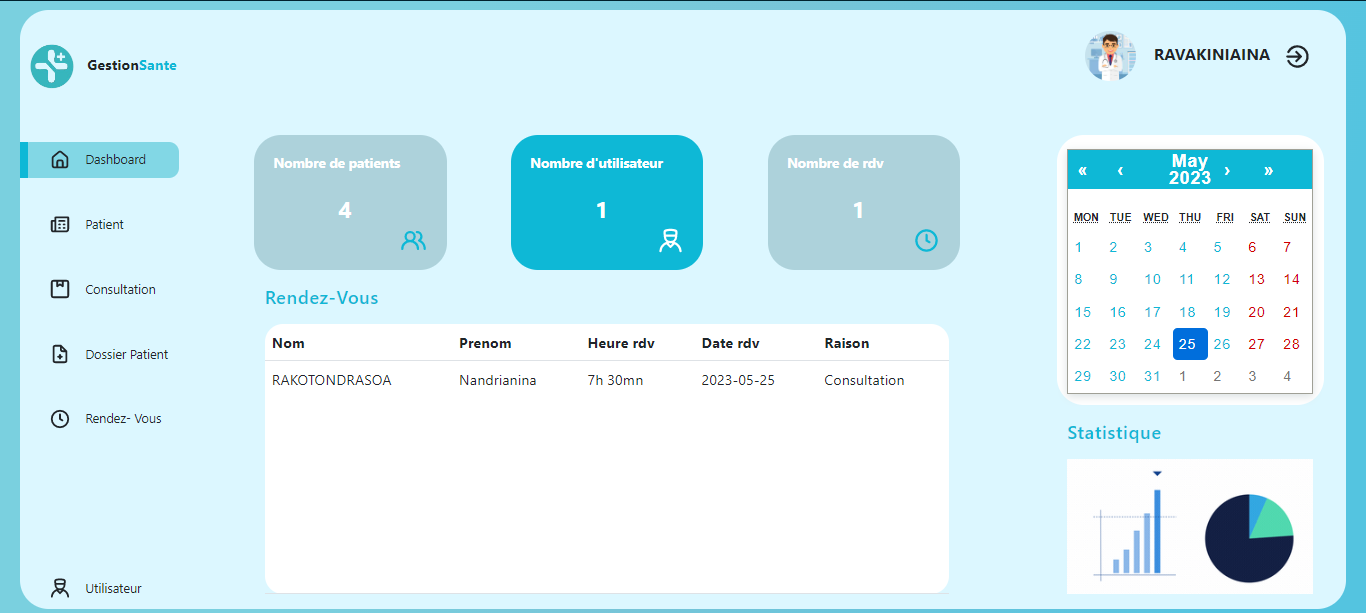 GestionSante
RAVAKINIAINA
Dashboard
Patient
Consultation
Dossier Patient
Rendez- Vous
Utilisateur
Nombre de patients
4
Nombre d'utilisateur
1
Nombre de rdv
1
Rendez-Vous
Nom Prenom Heure rdv Date rdv Raison
RAKOTONDRASOA Nandrianina 7h 30mn 2023-05-25 Consultation
« ‹ May 2023 › »
MON TUE WED THU FRI SAT SUN
1 2 3 4 5 6 7
8 9 10 11 12 13 14
15 16 17 18 19 20 21
22 23 24 25 26 27 28
29 30 31 1 2 3 4
Statistique